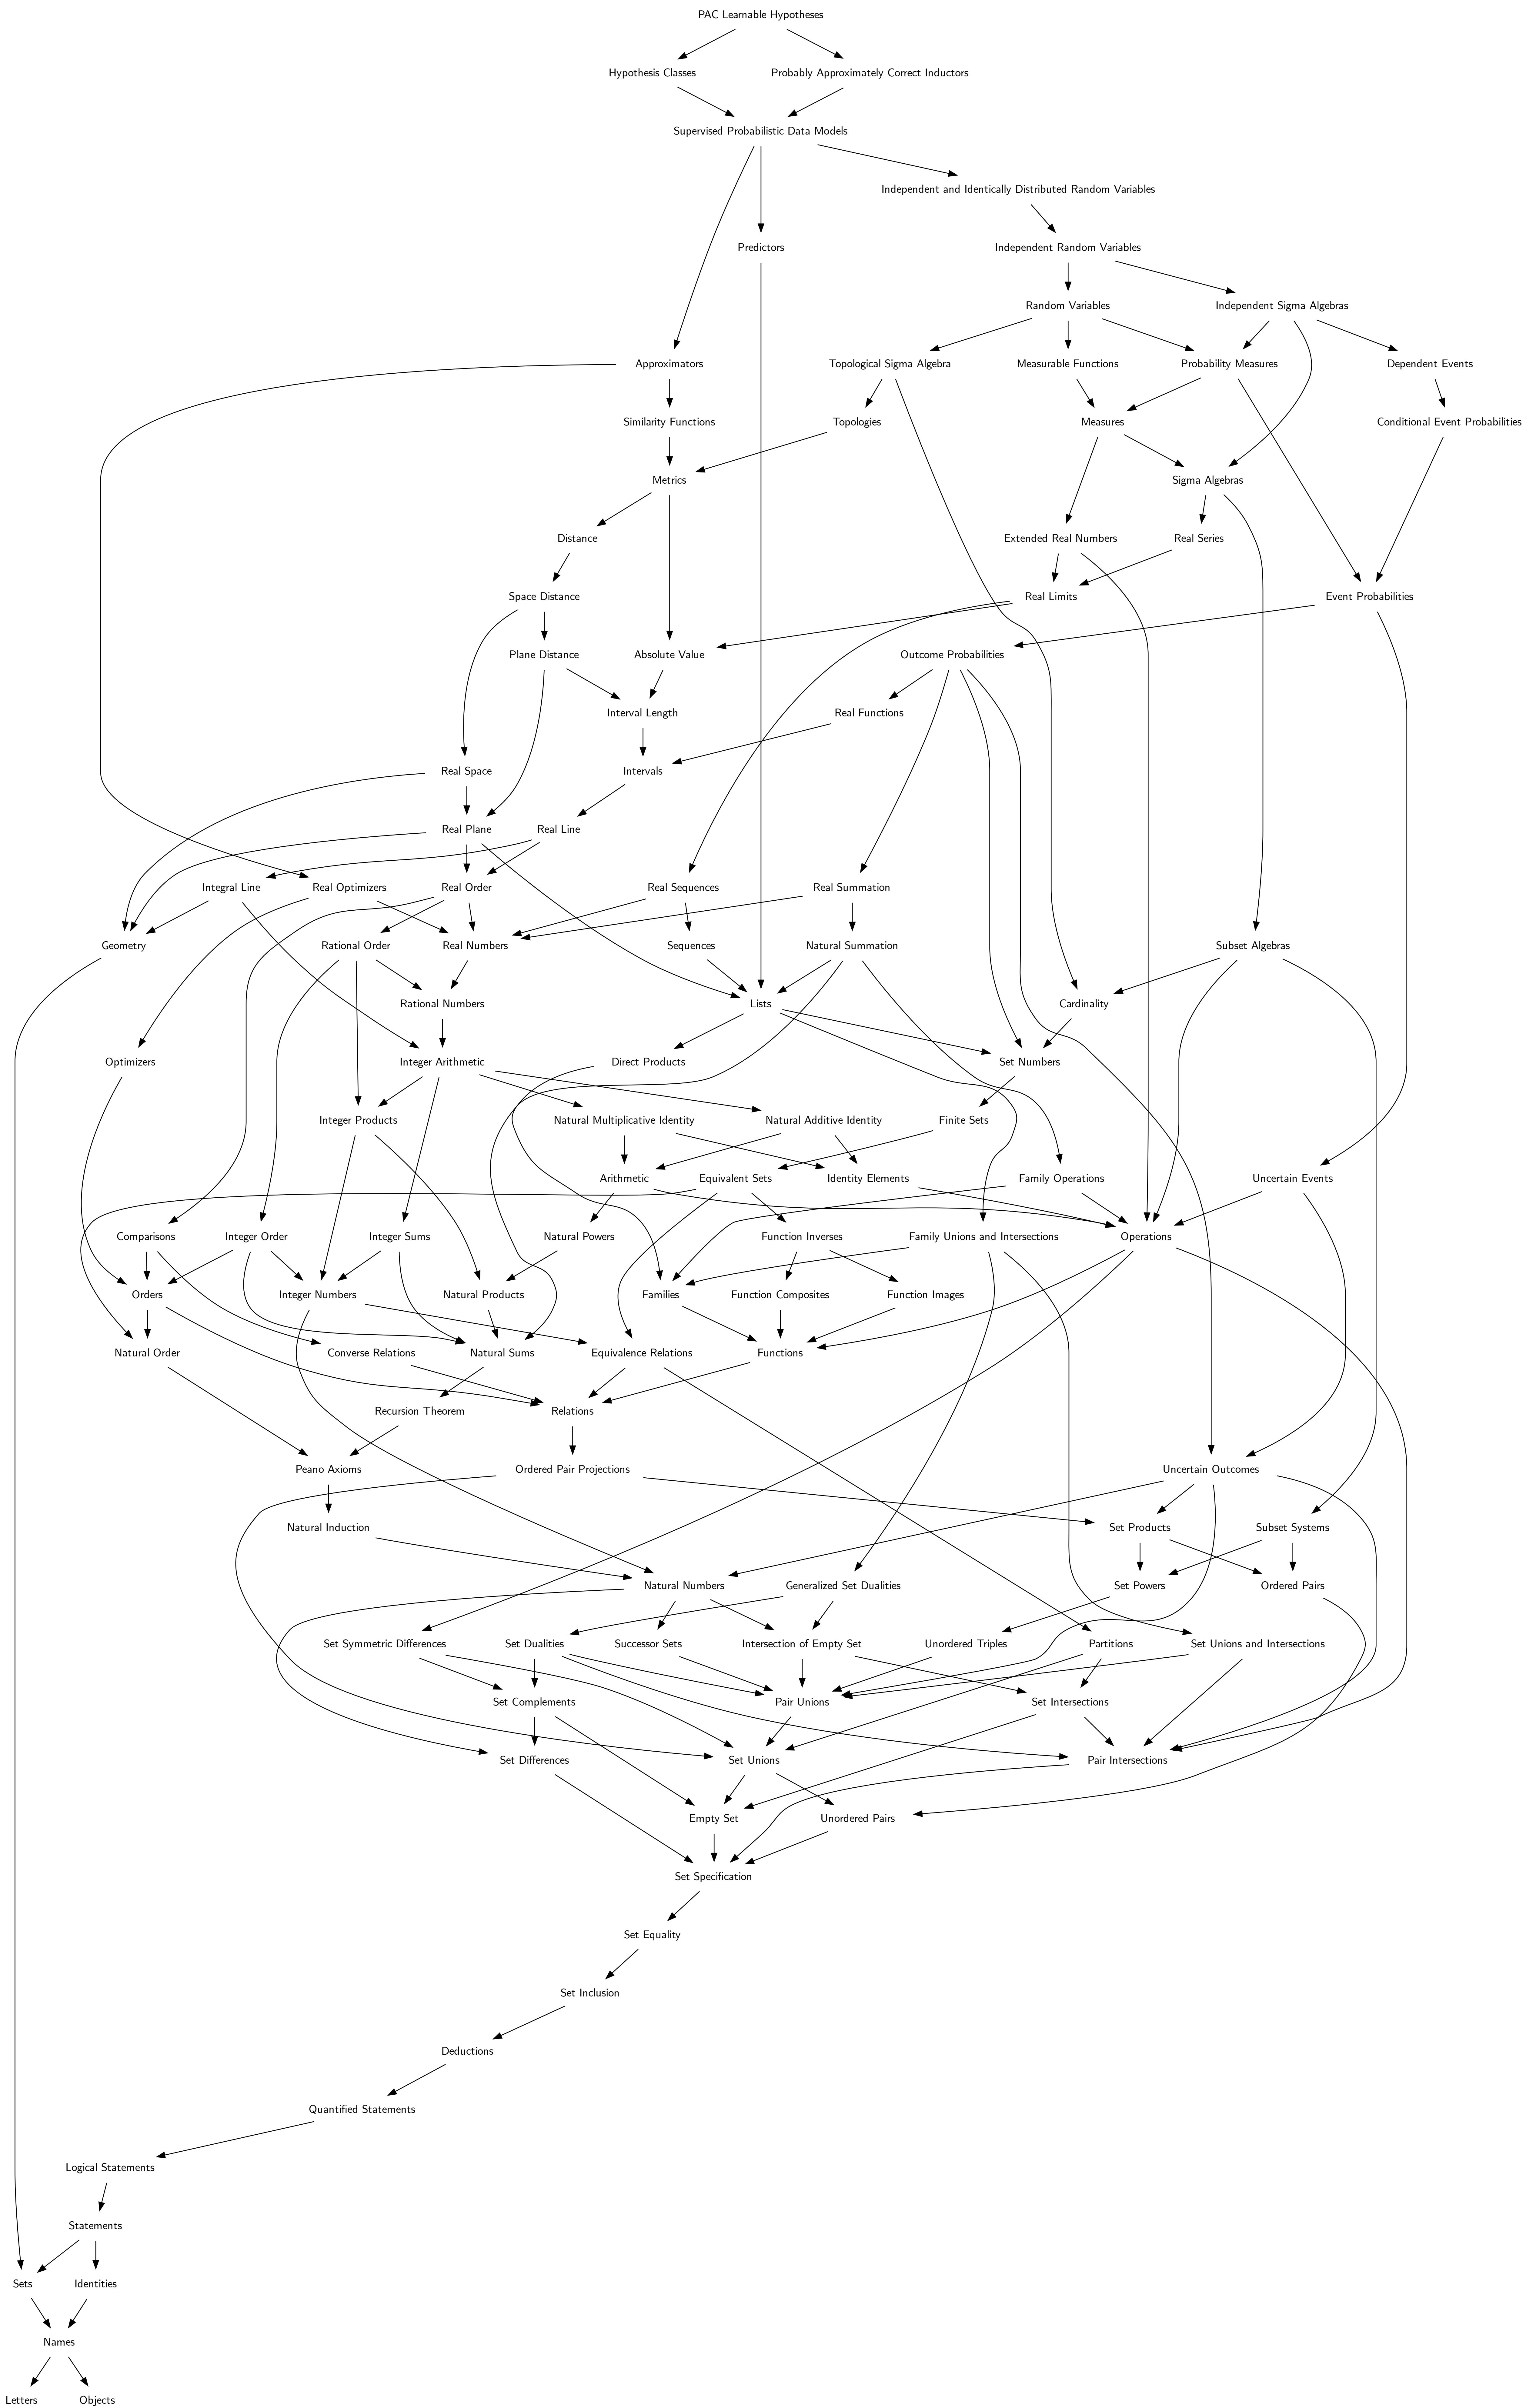 PAC Learnable Hypotheses
Hypothesis Classes
Probably Approximately Correct Inductors
Supervised Probabilistic Data Models
Independent and Identically Distributed Random Variables
Predictors
Independent Random Variables
Random Variables
Independent Sigma Algebras
Approximators
Topological Sigma Algebra
Measurable Functions
Probability Measures
Dependent Events
Similarity Functions
Topologies
Measures
Conditional Event Probabilities
Metrics
Sigma Algebras
Distance
Extended Real Numbers
Real Series
Space Distance
Real Limits
Event Probabilities
Plane Distance
Absolute Value
Outcome Probabilities
Interval Length
Real Functions
Real Space
Intervals
Real Plane
Real Line
Integral Line
Real Optimizers
Real Order
Real Sequences
Real Summation
Geometry
Rational Order
Real Numbers
Sequences
Natural Summation
Subset Algebras
Rational Numbers
Lists
Cardinality
Optimizers
Integer Arithmetic
Direct Products
Set Numbers
Integer Products
Natural Multiplicative Identity
Natural Additive Identity
Finite Sets
Arithmetic
Equivalent Sets
Identity Elements
Family Operations
Uncertain Events
Comparisons
Integer Order
Integer Sums
Natural Powers
Function Inverses
Family Unions and Intersections
Operations
Orders
Integer Numbers
Natural Products
Families
Function Composites
Function Images
Natural Order
Converse Relations
Natural Sums
Equivalence Relations
Functions
Recursion Theorem
Relations
Peano Axioms
Ordered Pair Projections
Uncertain Outcomes
Natural Induction
Set Products
Subset Systems
Natural Numbers
Generalized Set Dualities
Set Powers
Ordered Pairs
Set Symmetric Differences
Set Dualities
Successor Sets
Intersection of Empty Set
Unordered Triples
Partitions
Set Unions and Intersections
Set Complements
Pair Unions
Set Intersections
Set Differences
Set Unions
Pair Intersections
Empty Set
Unordered Pairs
Set Specification
Set Equality
Set Inclusion
Deductions
Quantified Statements
Logical Statements
Statements
Sets
Identities
Names
Letters
Objects